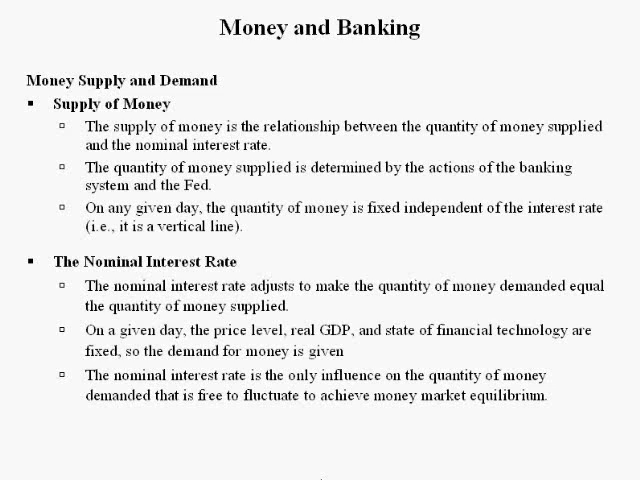 Money and Banking
Money Supply and Demand
▪ Supply of Money
▫ The supply of money is the relationship between the quantity of money supplied
and the nominal interest rate.
▫ The quantity of money supplied is determined by the actions of the banking
system and the Fed.
▫ On any given day, the quantity of money is fixed independent of the interest rate
(i.e., it is a vertical line).
▪ The Nominal Interest Rate
▫ The nominal interest rate adjusts to make the quantity of money demanded equal
the quantity of money supplied.
▫ On a given day, the price level, real GDP, and state of financial technology are
fixed, so the demand for money is given
▫ The nominal interest rate is the only influence on the quantity of money
demanded that is free to fluctuate to achieve money market equilibrium.